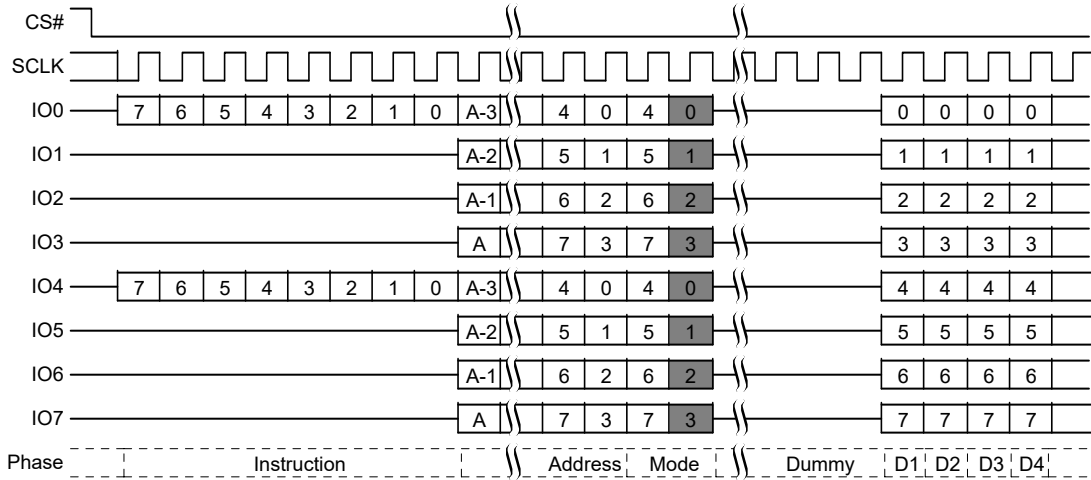 CS#
SCLK
IO0 7 6 5 4 3 2 1 0 A-3 4 0 4 0 0 0 0 0
IO1 A-2 5 1 5 1 1 1 1 1
IO2 A-1 6 2 6 2 2 2 2 2
IO3 A 7 3 7 3 3 3 3 3
IO4 7 6 5 4 3 2 1 0 A-3 4 0 4 0 4 4 4 4
IO5 A-2 5 1 5 1 5 5 5 5
IO6 A-1 6 2 6 2 6 6 6 6
IO7 A 7 3 7 3 7 7 7 7
Phase Instruction Address Mode Dummy D1 D2 D3 D4